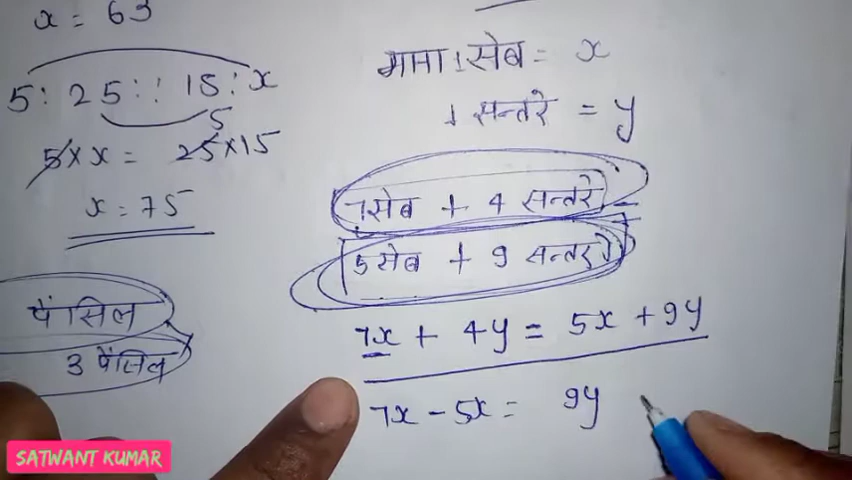 x = 63
5 : 25 :: 15 : x
5
5 × x = 25 × 15
x = 75
पैंसिल
3 पैंसिल
माना 1 सेब = x
1 सन्तरे = y
7 सेब + 4 सन्तरे =
5 सेब + 9 सन्तरे
7x + 4y = 5x + 9y
7x - 5x = 9y
SATWANT KUMAR